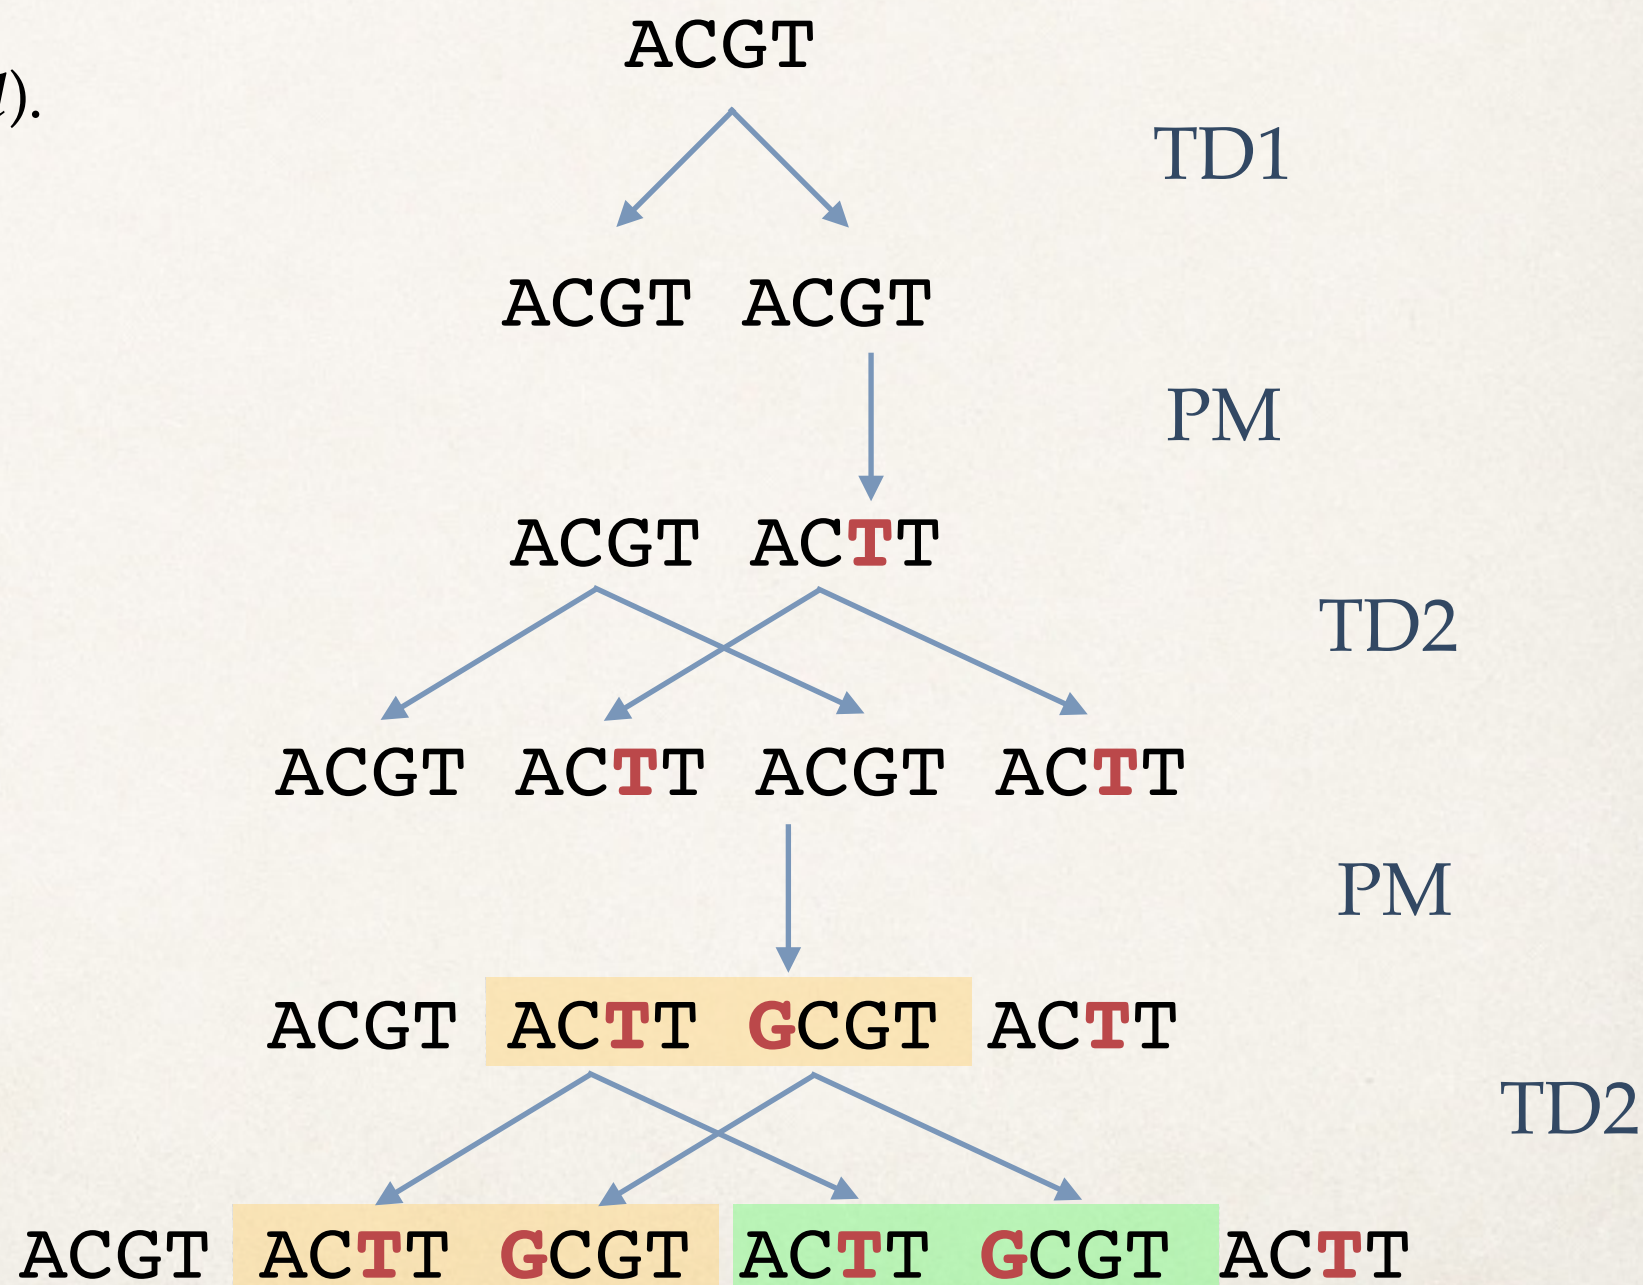 ACGT
).
TD1
ACGT ACGT
PM
ACGT ACTT
TD2
ACGT ACTT ACGT ACTT
PM
ACGT ACTT GCGT ACTT
TD2
ACGT ACTT GCGT ACTT GCGT ACTT